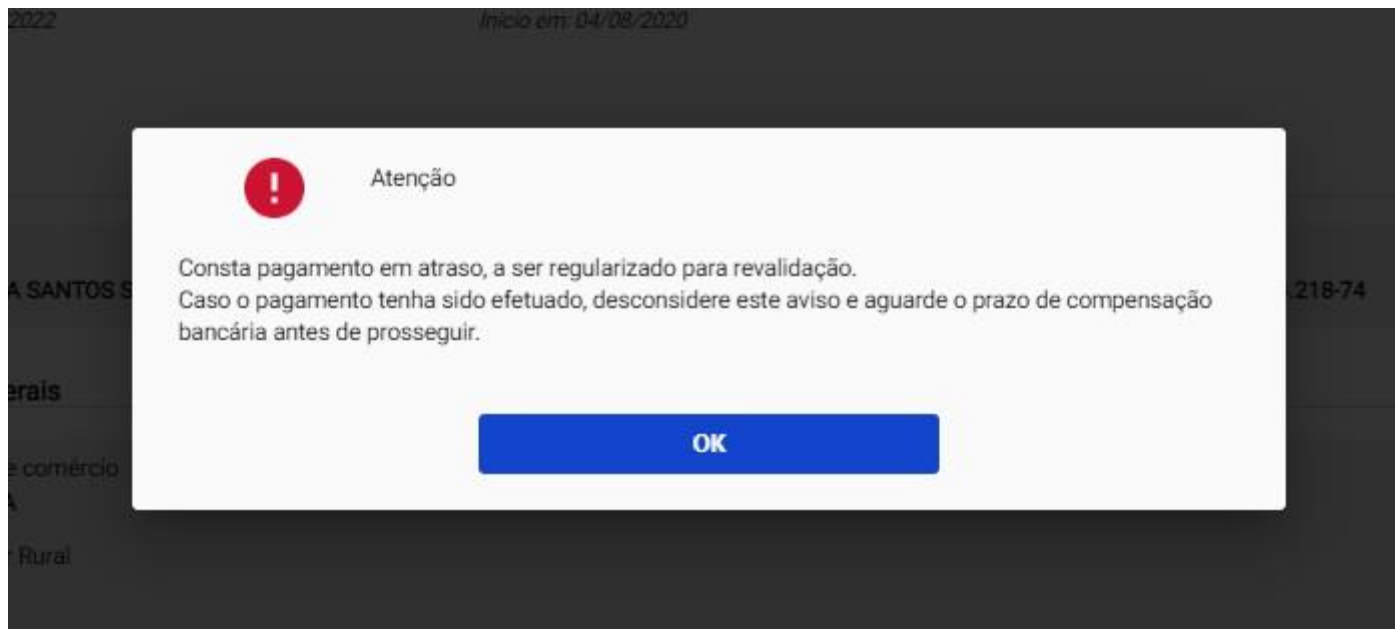 2022
Início em: 04/08/2020
Atenção
Consta pagamento em atraso, a ser regularizado para revalidação.
Caso o pagamento tenha sido efetuado, desconsidere este aviso e aguarde o prazo de compensação
bancária antes de prosseguir.
A SANTOS S
.218-74
erais
OK
e comércio
A
r Rural